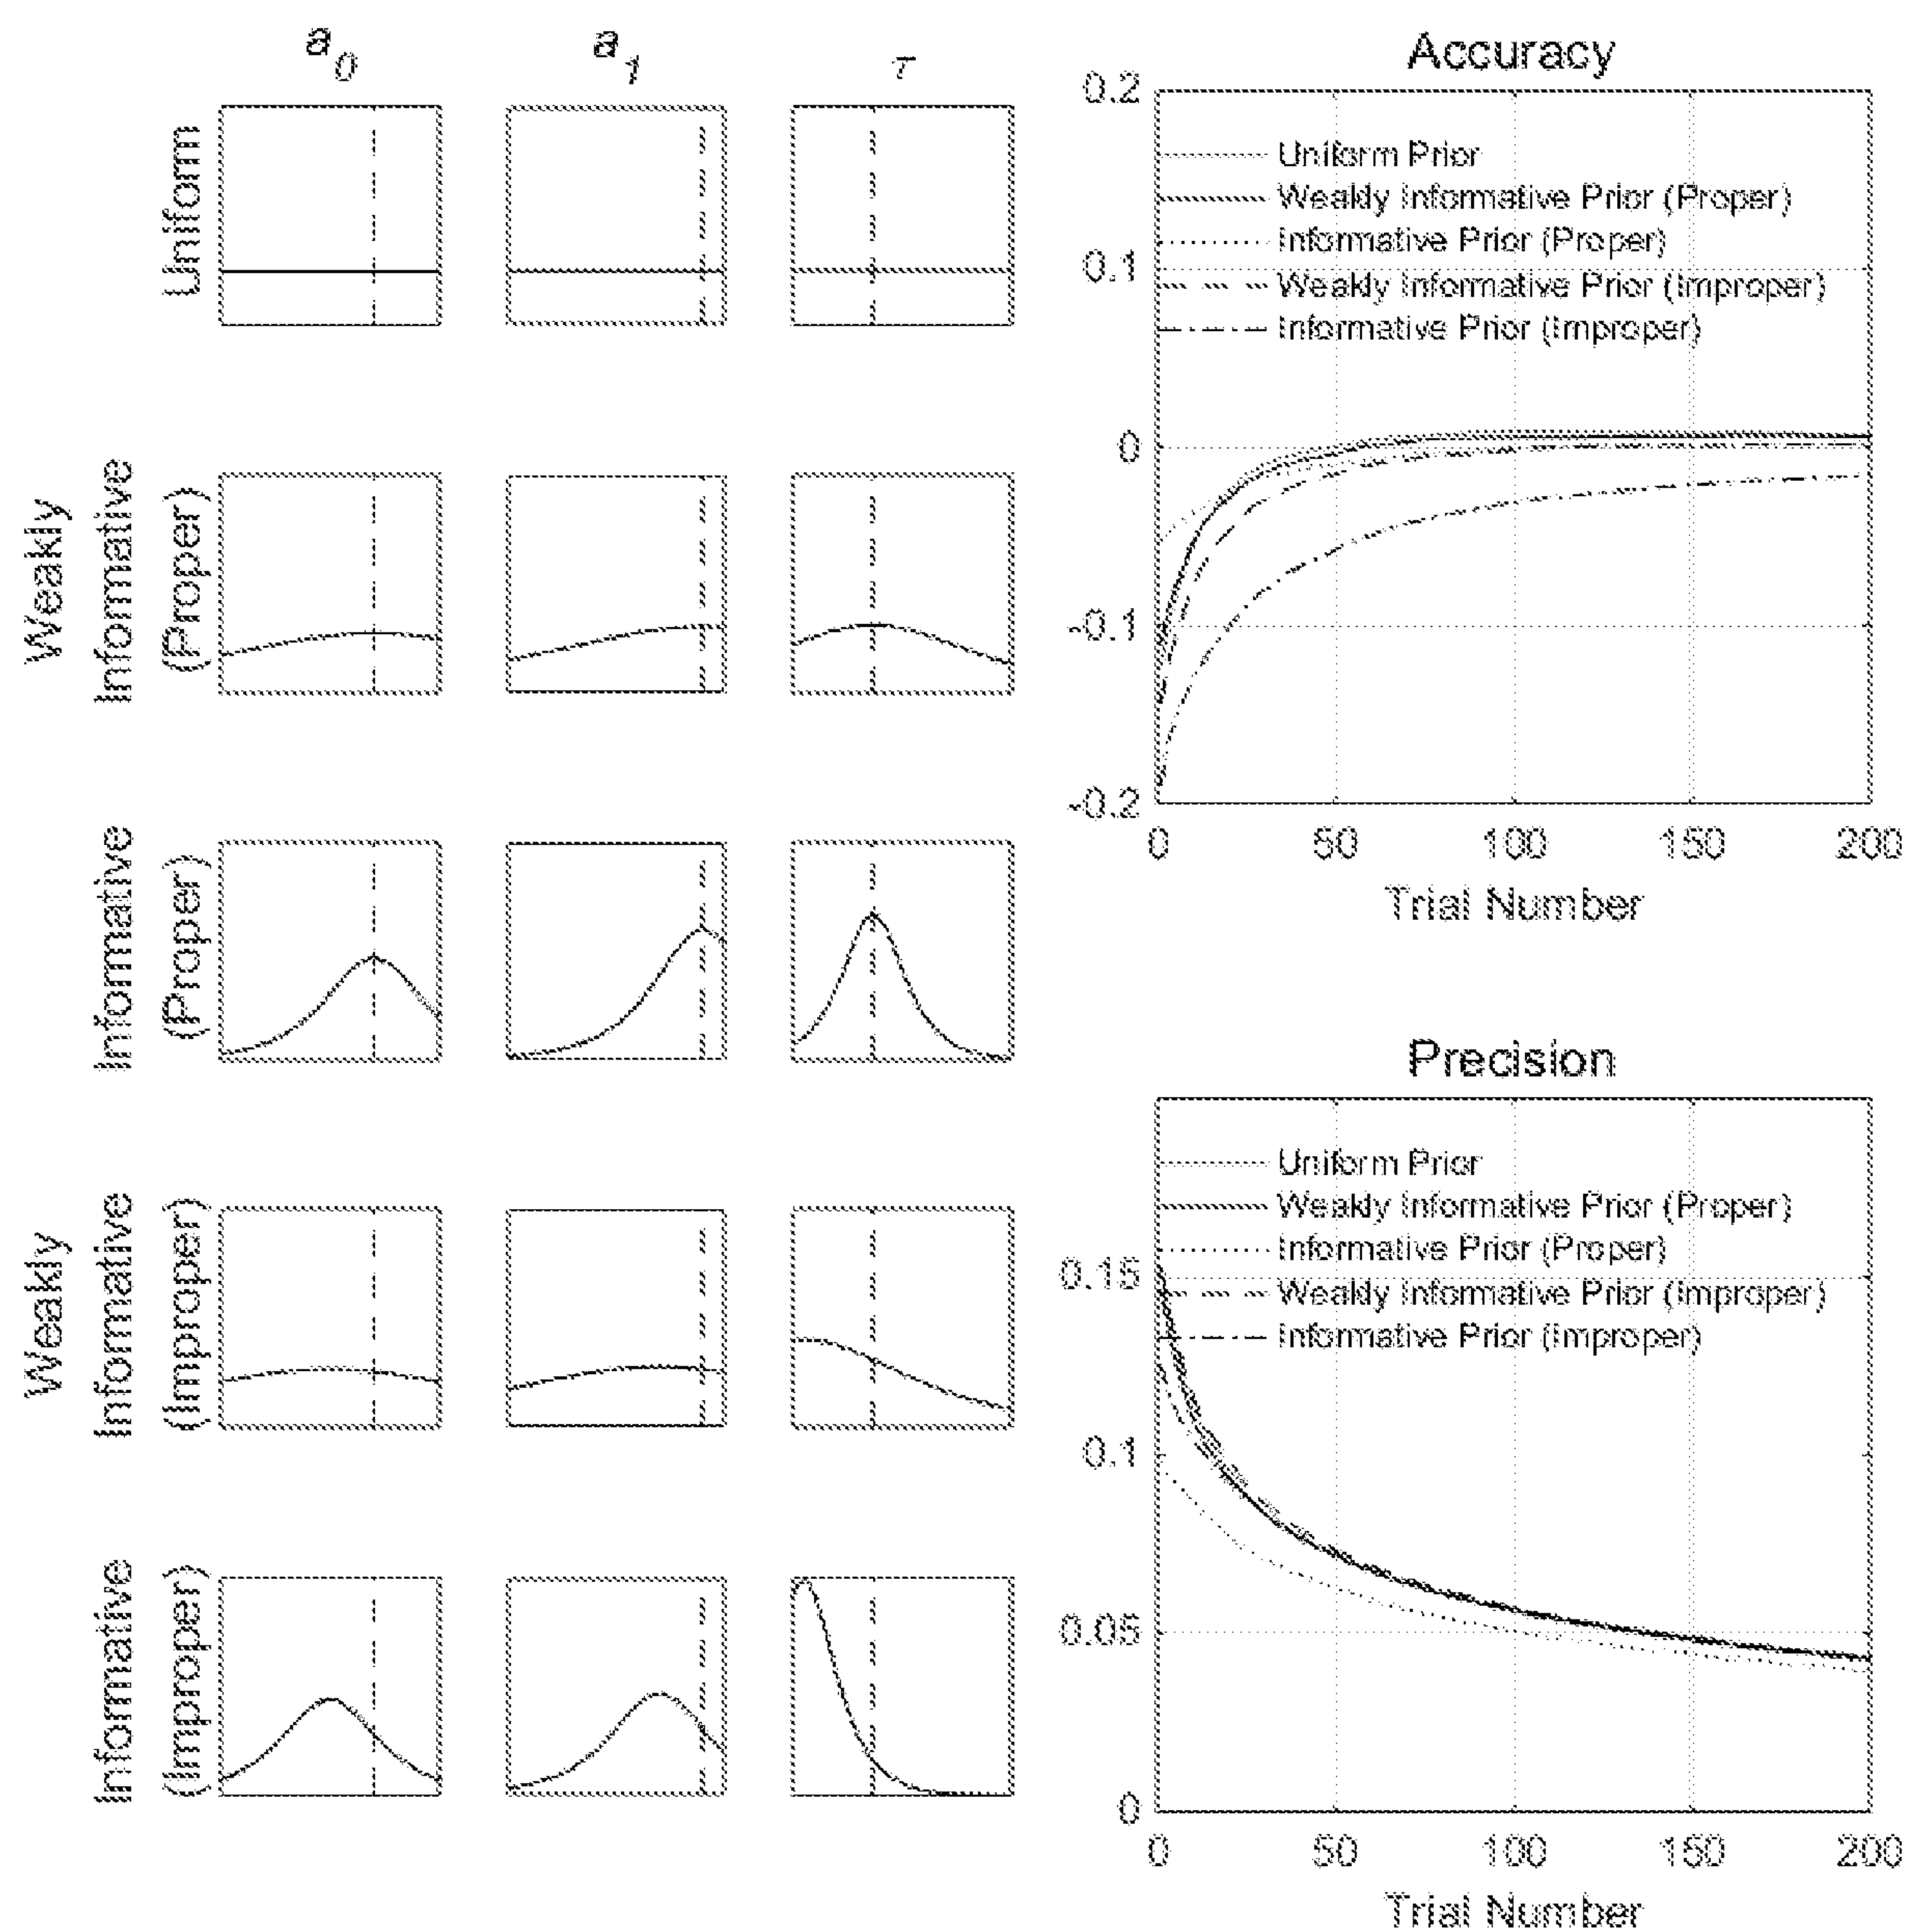 a0
a1
τ
Uniform
Weakly
Informative
(Proper)
Informative
(Proper)
Weakly
Informative
(Improper)
Informative
(Improper)
Accuracy
0.2
0.1
0
-0.1
-0.2
Uniform Prior
Weakly Informative Prior (Proper)
Informative Prior (Proper)
Weakly Informative Prior (Improper)
Informative Prior (Improper)
0 50 100 150 200
Trial Number
Precision
0.15
0.1
0.05
0
Uniform Prior
Weakly Informative Prior (Proper)
Informative Prior (Proper)
Weakly Informative Prior (Improper)
Informative Prior (Improper)
0 50 100 150 200
Trial Number